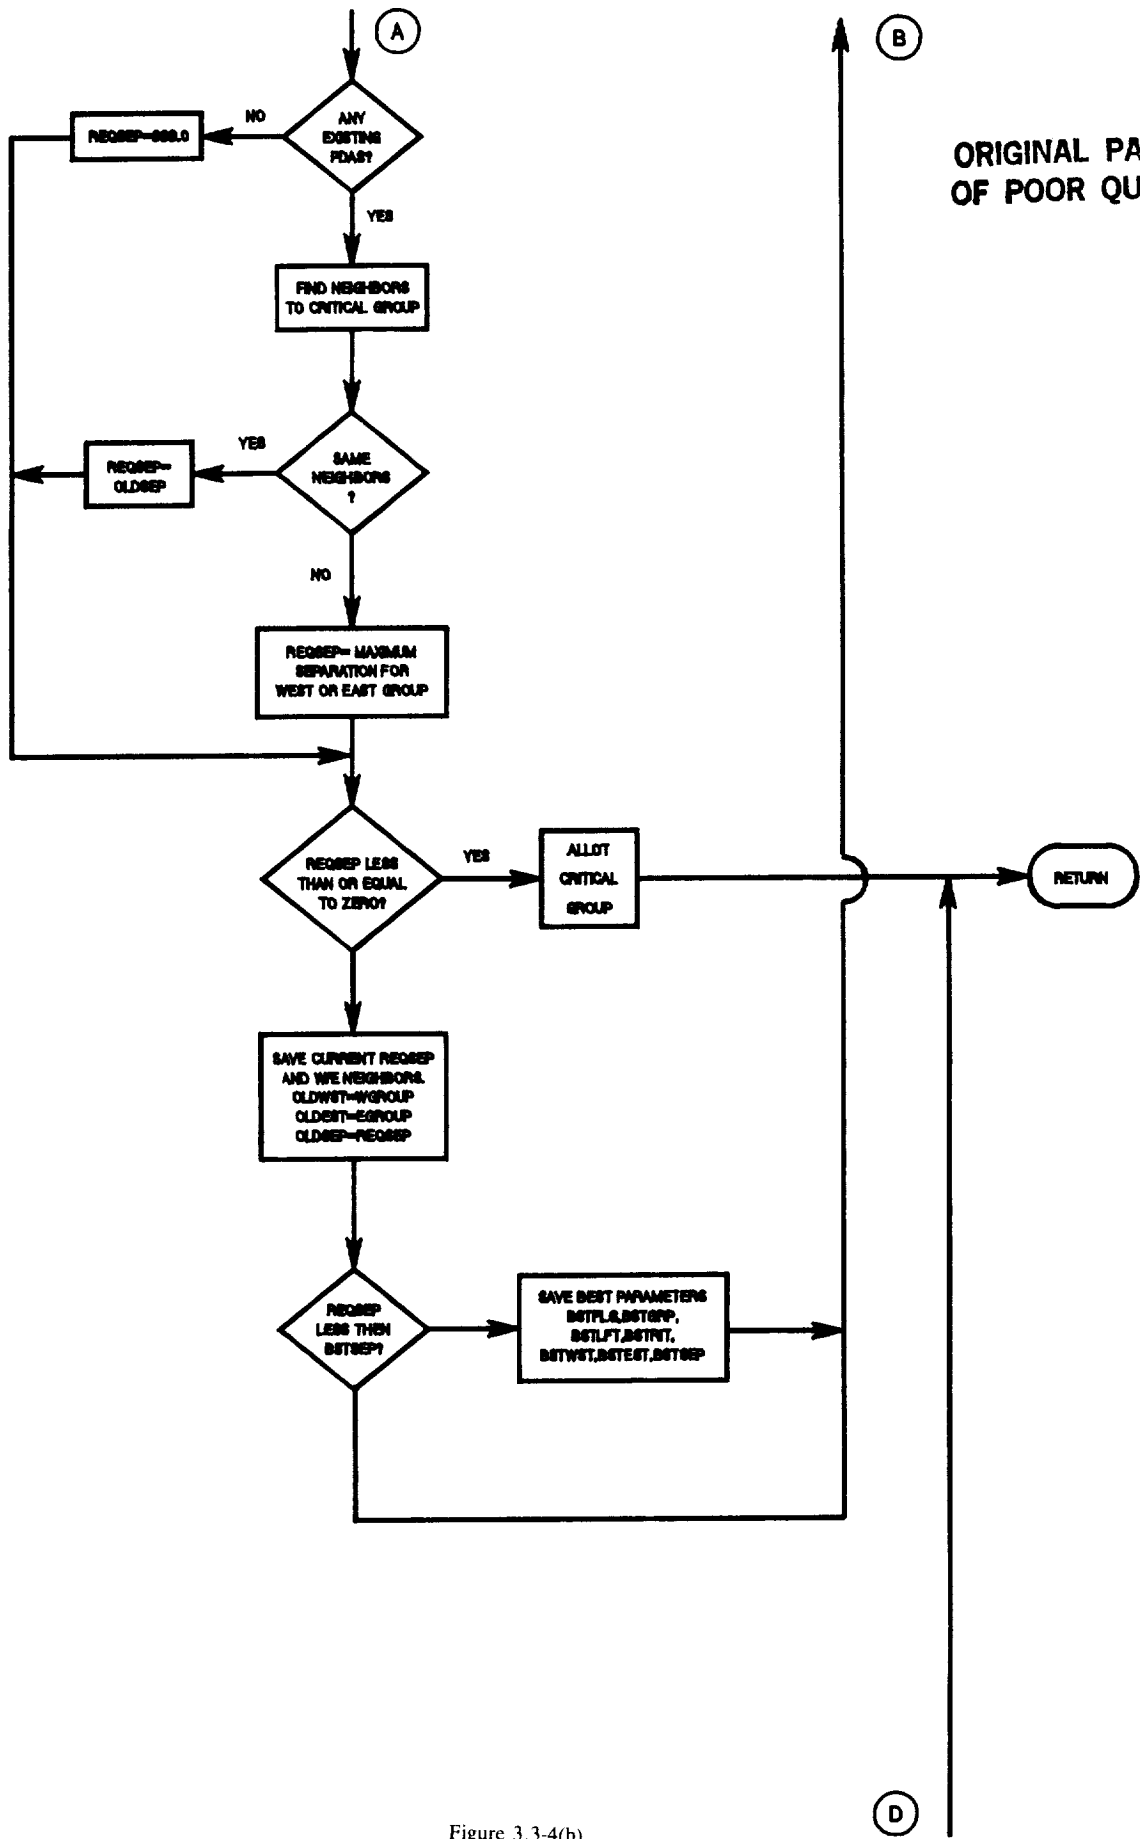 A
B
ORIGINAL PA
OF POOR QU
NO
ANY
EXISTING
PDAS?
YES
FIND NEIGHBORS
TO CRITICAL GROUP
YES
REQSEP=
OLDSEP
SAME
NEIGHBORS
?
NO
REQSEP= MAXIMUM
SEPARATION FOR
WEST OR EAST GROUP
REQSEP LESS
THAN OR EQUAL
TO ZERO?
YES
ALLOT
CRITICAL
GROUP
RETURN
SAVE CURRENT REQSEP
AND W/E NEIGHBORS.
OLDWST=WGROUP
OLDEST=EGROUP
OLDSEP=REQSEP
REQSEP
LESS THEN
BSTSEP?
SAVE BEST PARAMETERS
BSTFLG,BSTGRP,
BSTLFT,BSTRIT,
BSTWST,BSTEST,BSTSEP
D
Figure 3.3-4(b)